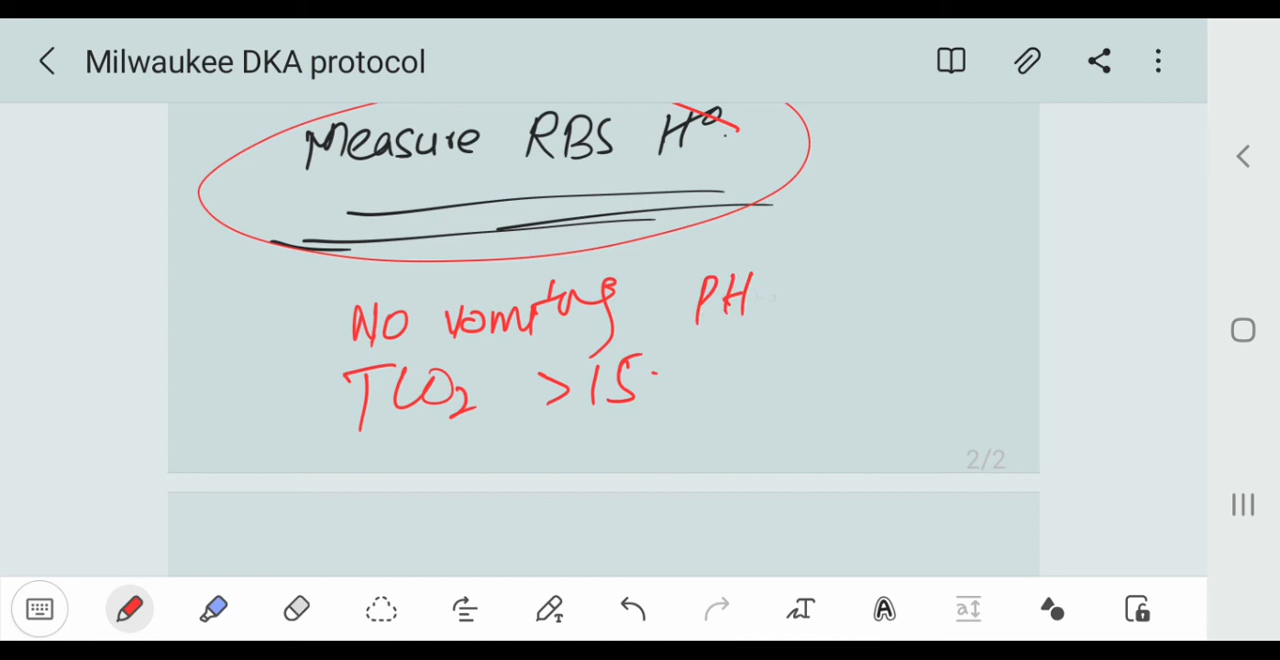 Milwaukee DKA protocol
Measure RBS H°.
No vomiting PH
TCO2 >15.
2/2